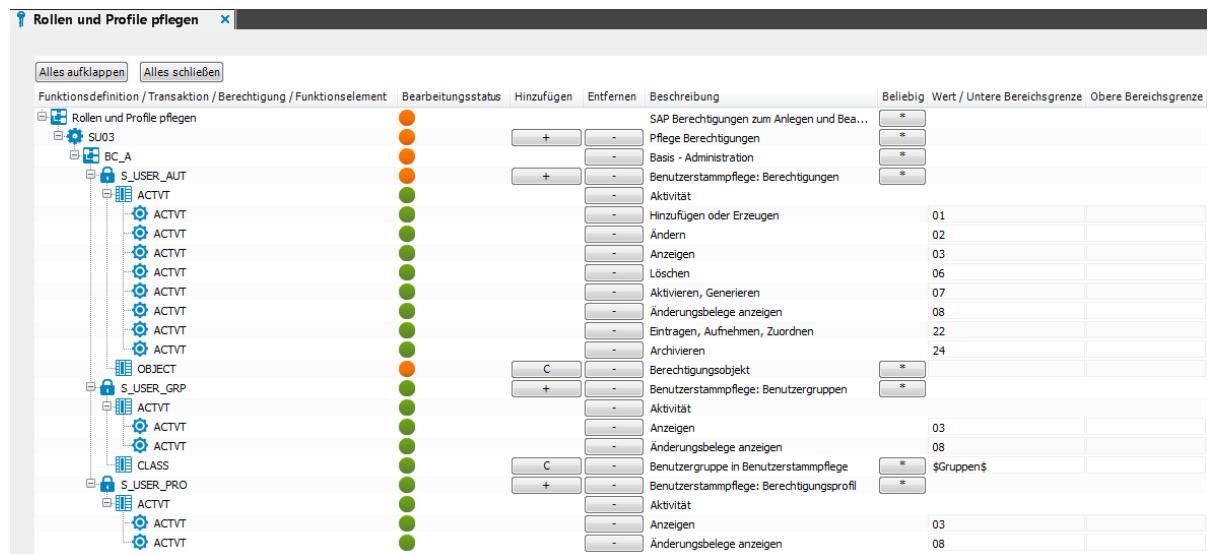 Rollen und Profile pflegen ×
Alles aufklappen Alles schließen
Funktionsdefinition / Transaktion / Berechtigung / Funktionselement Bearbeitungsstatus Hinzufügen Entfernen Beschreibung Beliebig Wert / Untere Bereichsgrenze Obere Bereichsgrenze
Rollen und Profile pflegen SAP Berechtigungen zum Anlegen und Bea... *
SU03 + - Pflege Berechtigungen *
BC_A - Basis - Administration *
S_USER_AUT + - Benutzerstammpflege: Berechtigungen *
ACTVT - Aktivität
ACTVT - Hinzufügen oder Erzeugen 01
ACTVT - Ändern 02
ACTVT - Anzeigen 03
ACTVT - Löschen 06
ACTVT - Aktivieren, Generieren 07
ACTVT - Änderungsbelege anzeigen 08
ACTVT - Eintragen, Aufnehmen, Zuordnen 22
ACTVT - Archivieren 24
OBJECT C - Berechtigungsobjekt *
S_USER_GRP + - Benutzerstammpflege: Benutzergruppen *
ACTVT - Aktivität
ACTVT - Anzeigen 03
ACTVT - Änderungsbelege anzeigen 08
CLASS C - Benutzergruppe in Benutzerstammpflege * $Gruppen$
S_USER_PRO + - Benutzerstammpflege: Berechtigungsprofil *
ACTVT - Aktivität
ACTVT - Anzeigen 03
ACTVT - Änderungsbelege anzeigen 08